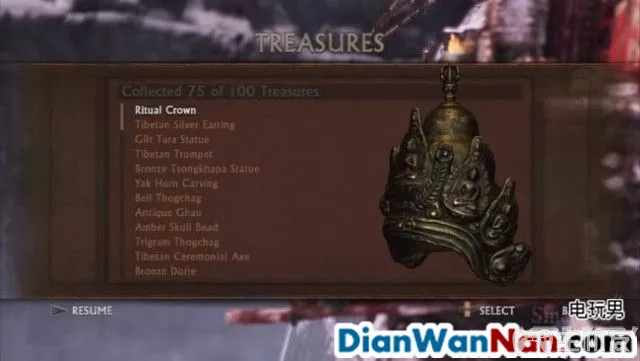 TREASURES
Collected 75 of 100 Treasures
Ritual Crown
Tibetan Silver Earring
Gilt Tara Statue
Tibetan Trumpet
Bronze Tsongkhapa Statue
Yak Horn Carving
Bell Thogchag
Antique Ghau
Amber Skull Bead
Trigram Thogchag
Tibetan Ceremonial Axe
Bronze Dorje
RESUME
SELECT
电玩男
DianWanNan.com